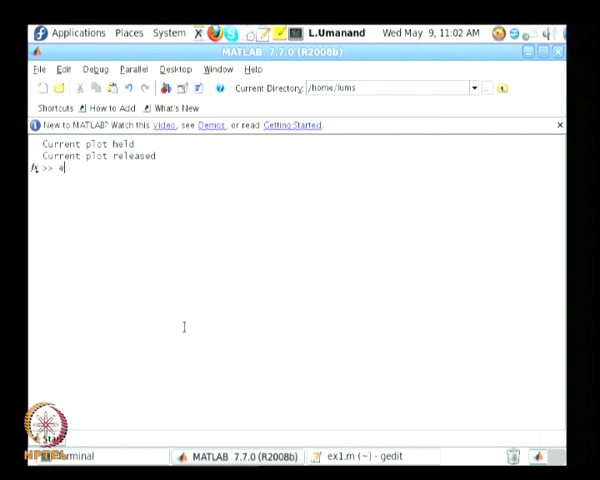 Applications Places System L.Umanand Wed May 9, 11:02 AM
MATLAB 7.7.0 (R2008b)
File Edit Debug Parallel Desktop Window Help
Current Directory: /home/lums
Shortcuts How to Add What's New
New to MATLAB? Watch this Video, see Demos, or read Getting Started.
Current plot held
Current plot released
fx >> e
Start
NPTEL
MATLAB 7.7.0 (R2008b) ex1.m (~) - gedit